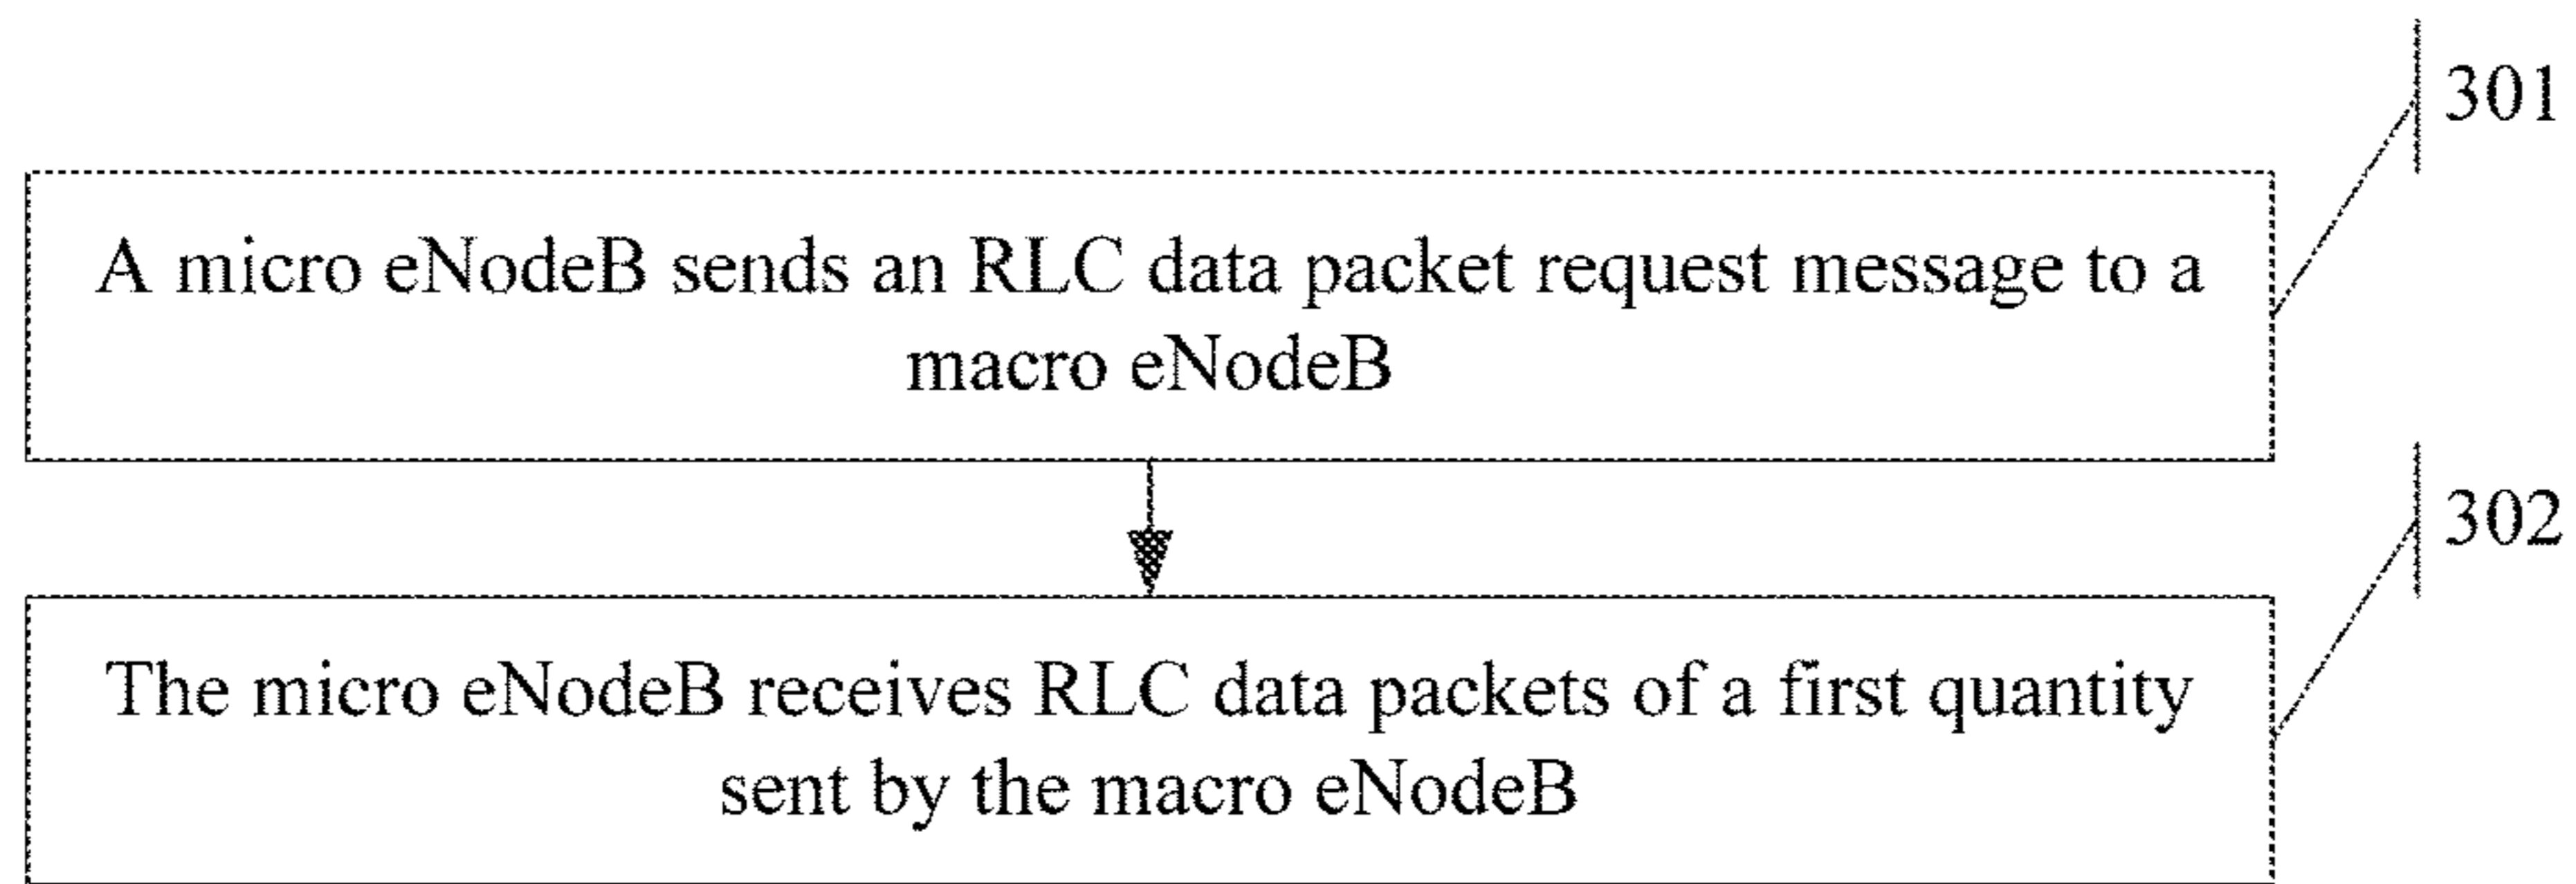 301
A micro eNodeB sends an RLC data packet request message to a
macro eNodeB
302
The micro eNodeB receives RLC data packets of a first quantity
sent by the macro eNodeB